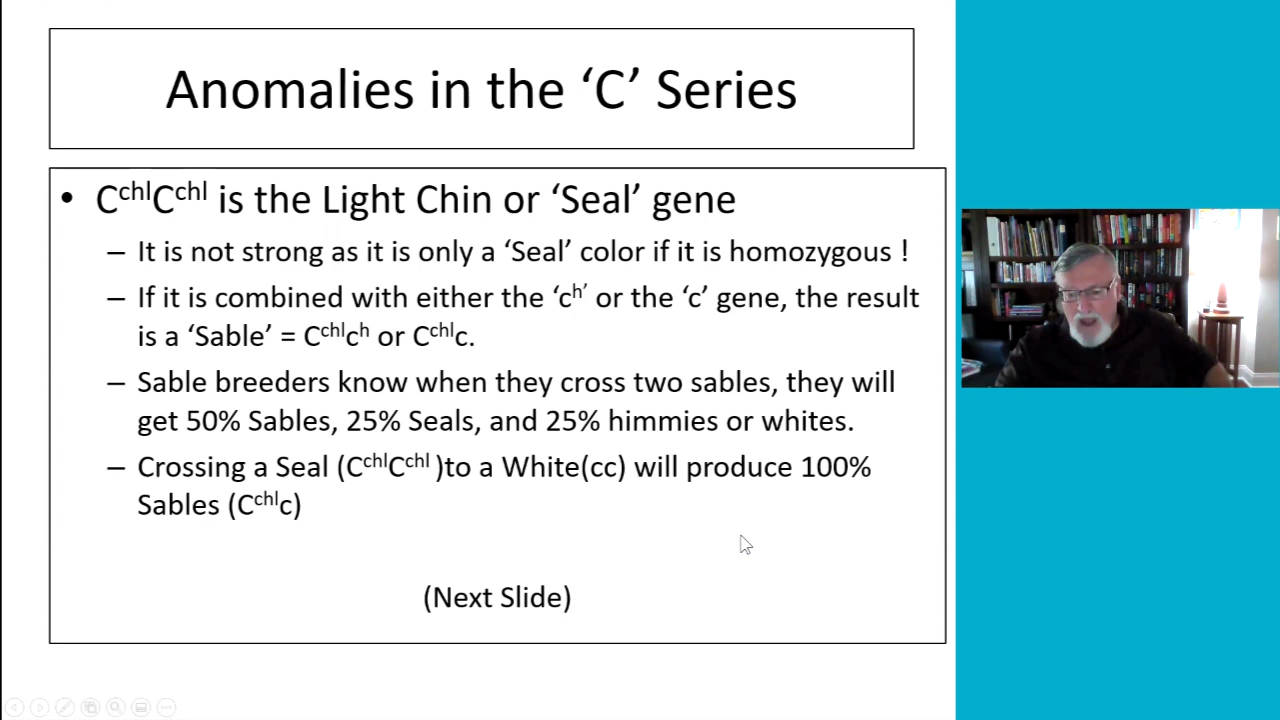 Anomalies in the ‘C’ Series
• CᶜʰˡCᶜʰˡ is the Light Chin or ‘Seal’ gene
– It is not strong as it is only a ‘Seal’ color if it is homozygous !
– If it is combined with either the ‘cʰ’ or the ‘c’ gene, the result
is a ‘Sable’ = Cᶜʰˡcʰ or Cᶜʰˡc.
– Sable breeders know when they cross two sables, they will
get 50% Sables, 25% Seals, and 25% himmies or whites.
– Crossing a Seal (CᶜʰˡCᶜʰˡ )to a White(cc) will produce 100%
Sables (Cᶜʰˡc)
(Next Slide)